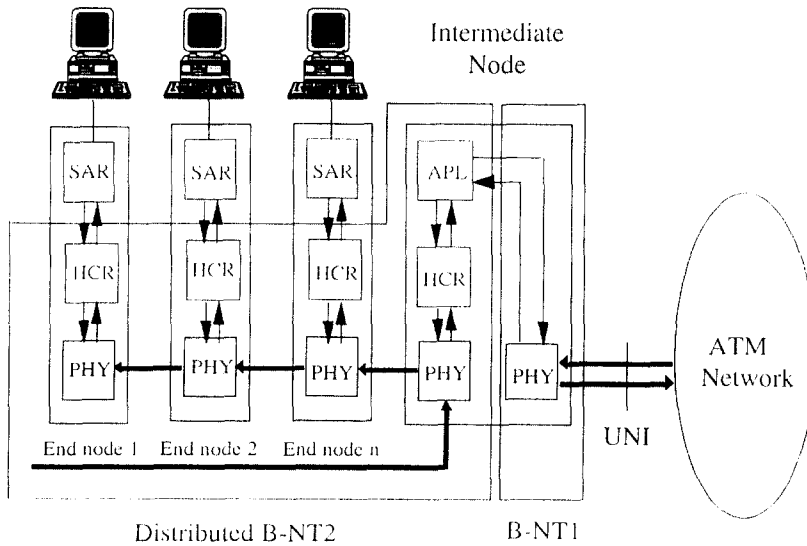 Intermediate
Node
SAR
SAR
SAR
APL
HCR
HCR
HCR
HCR
PHY
PHY
PHY
PHY
PHY
ATM
Network
UNI
End node 1
End node 2
End node n
Distributed B-NT2
B-NT1